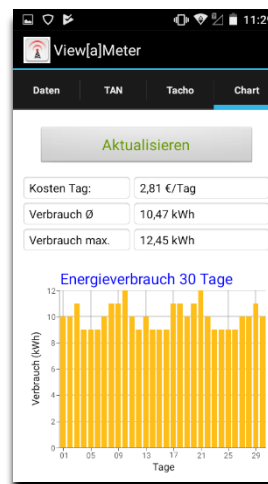 11:29
View[a]Meter
Daten TAN Tacho Chart
Aktualisieren
Kosten Tag: 2,81 €/Tag
Verbrauch Ø 10,47 kWh
Verbrauch max. 12,45 kWh
Energieverbrauch 30 Tage
Verbrauch (kWh)
12
10
8
6
4
2
0
01 05 09 13 17 21 25 29
Tage